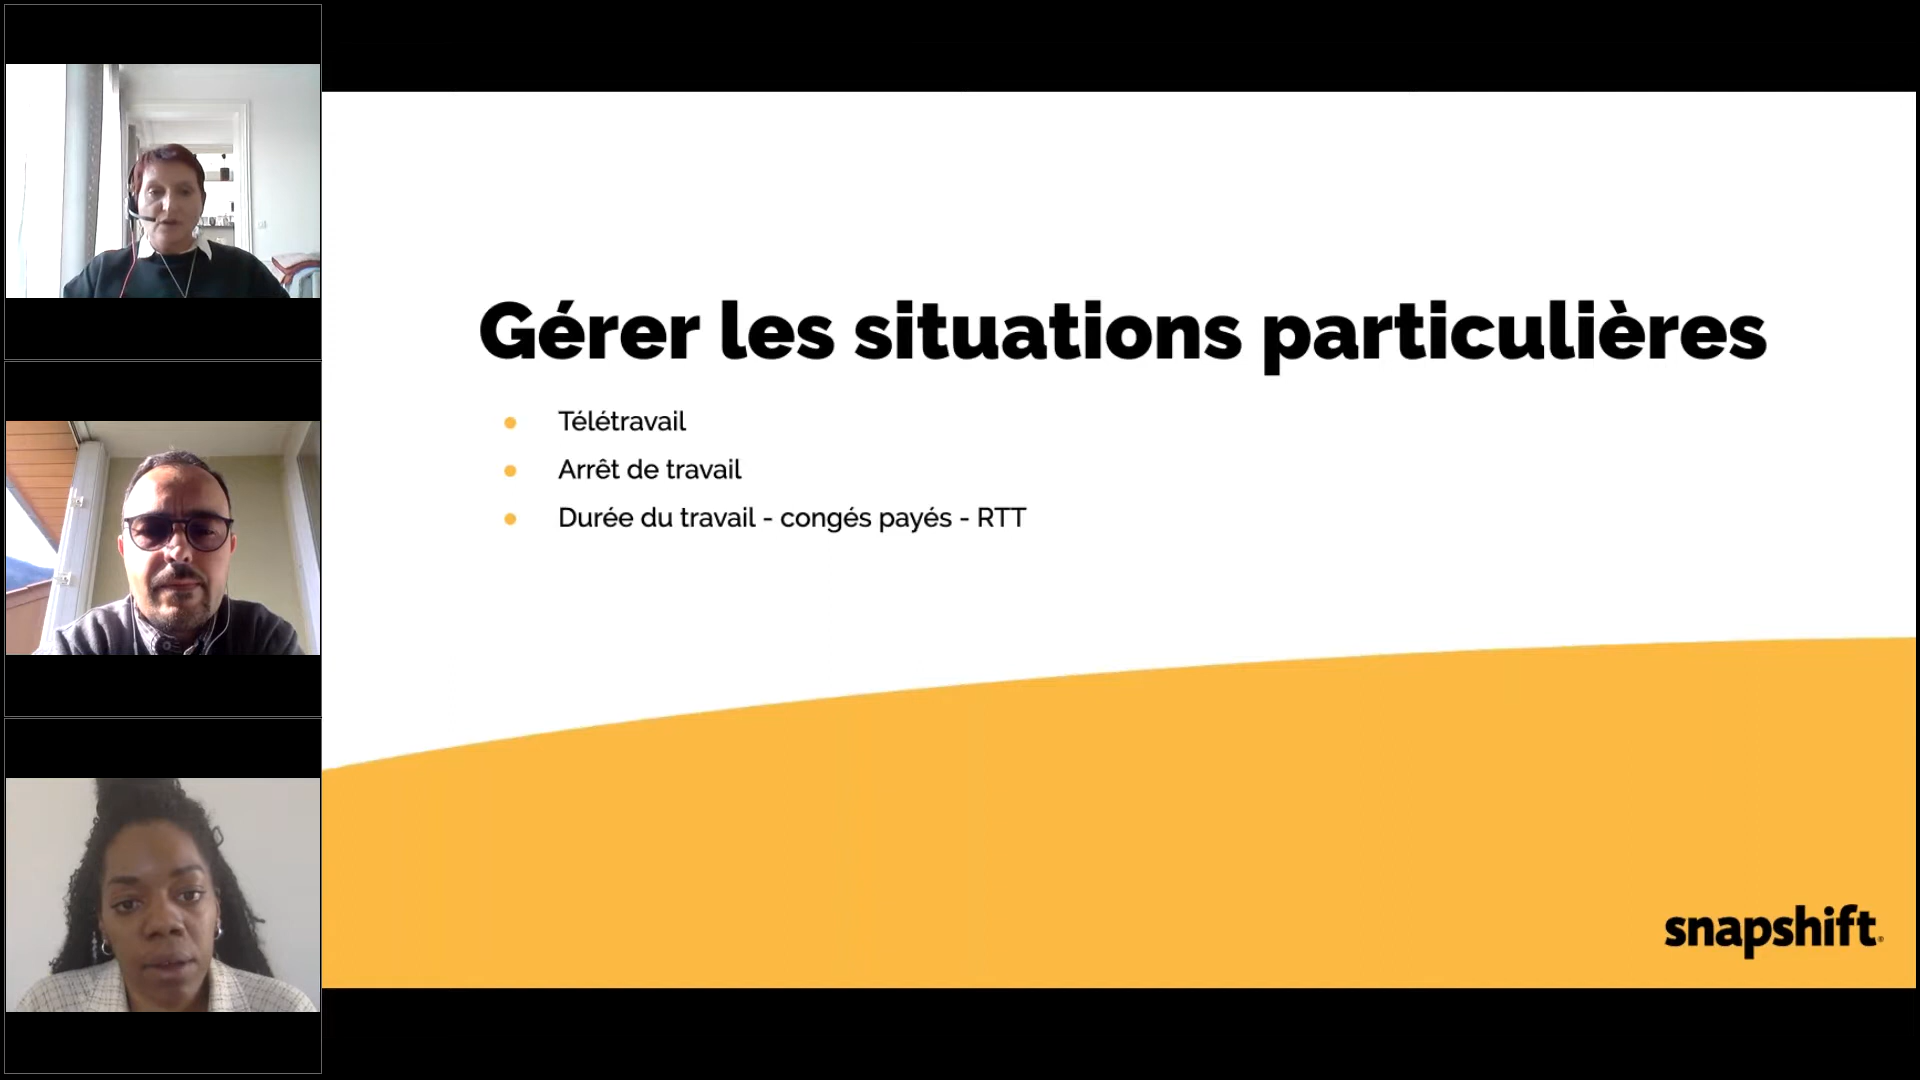 Gérer les situations particulières
Télétravail
Arrêt de travail
Durée du travail - congés payés - RTT
snapshift